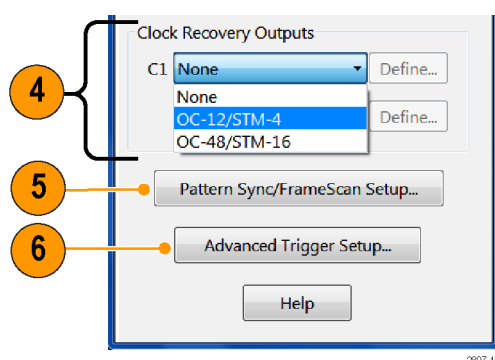 Clock Recovery Outputs
4
C1 None Define...
None
OC-12/STM-4 Define...
OC-48/STM-16
5 Pattern Sync/FrameScan Setup...
6 Advanced Trigger Setup...
Help